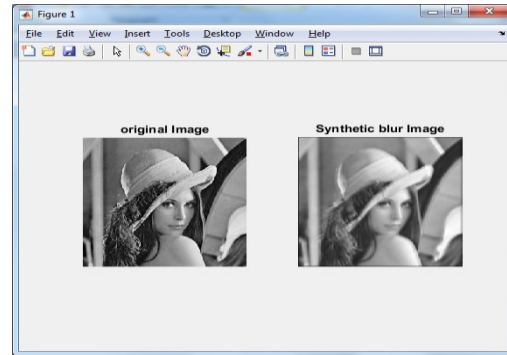 Figure 1
File Edit View Insert Tools Desktop Window Help
original Image
Synthetic blur Image